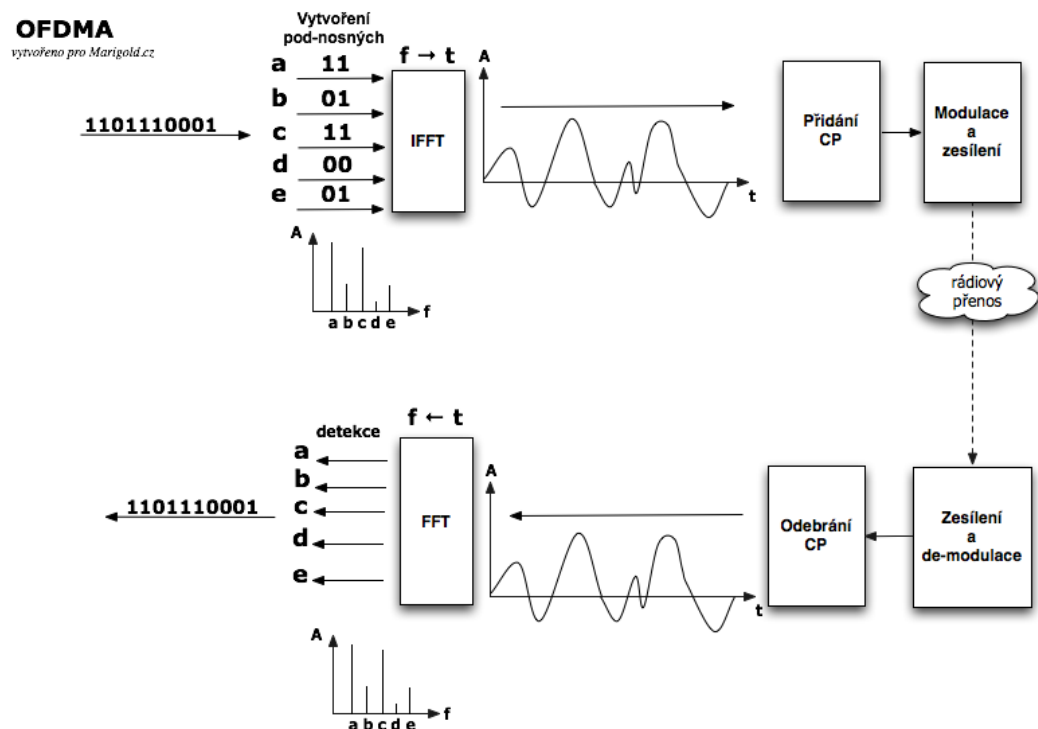 OFDMA
vytvořeno pro Marigold.cz
Vytvoření
pod-nosných
1101110001
a 11
b 01
c 11
d 00
e 01
f → t
IFFT
A
t
Přidání
CP
Modulace
a
zesílení
A
f
a b c d e
rádiový
přenos
Zesílení
a
de-modulace
Odebrání
CP
A
t
f ← t
FFT
detekce
a
b
c
d
e
1101110001
A
f
a b c d e